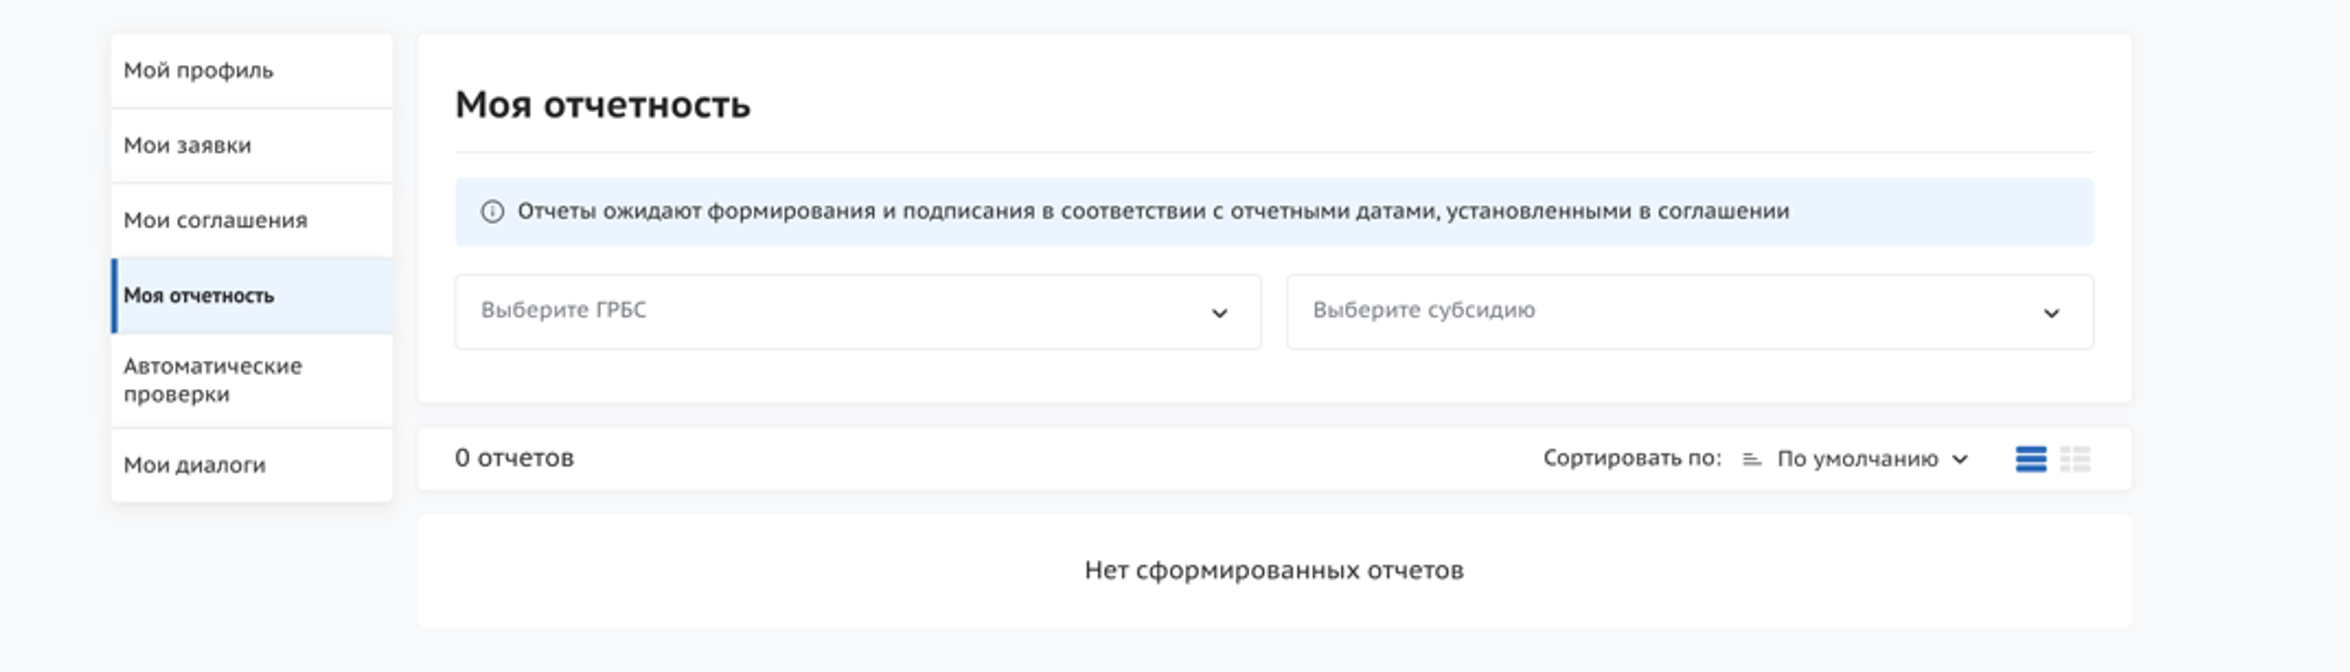 Мой профиль
Мои заявки
Мои соглашения
Моя отчетность
Автоматические
проверки
Мои диалоги
Моя отчетность
Отчеты ожидают формирования и подписания в соответствии с отчетными датами, установленными в соглашении
Выберите ГРБС
Выберите субсидию
0 отчетов
Сортировать по: По умолчанию
Нет сформированных отчетов